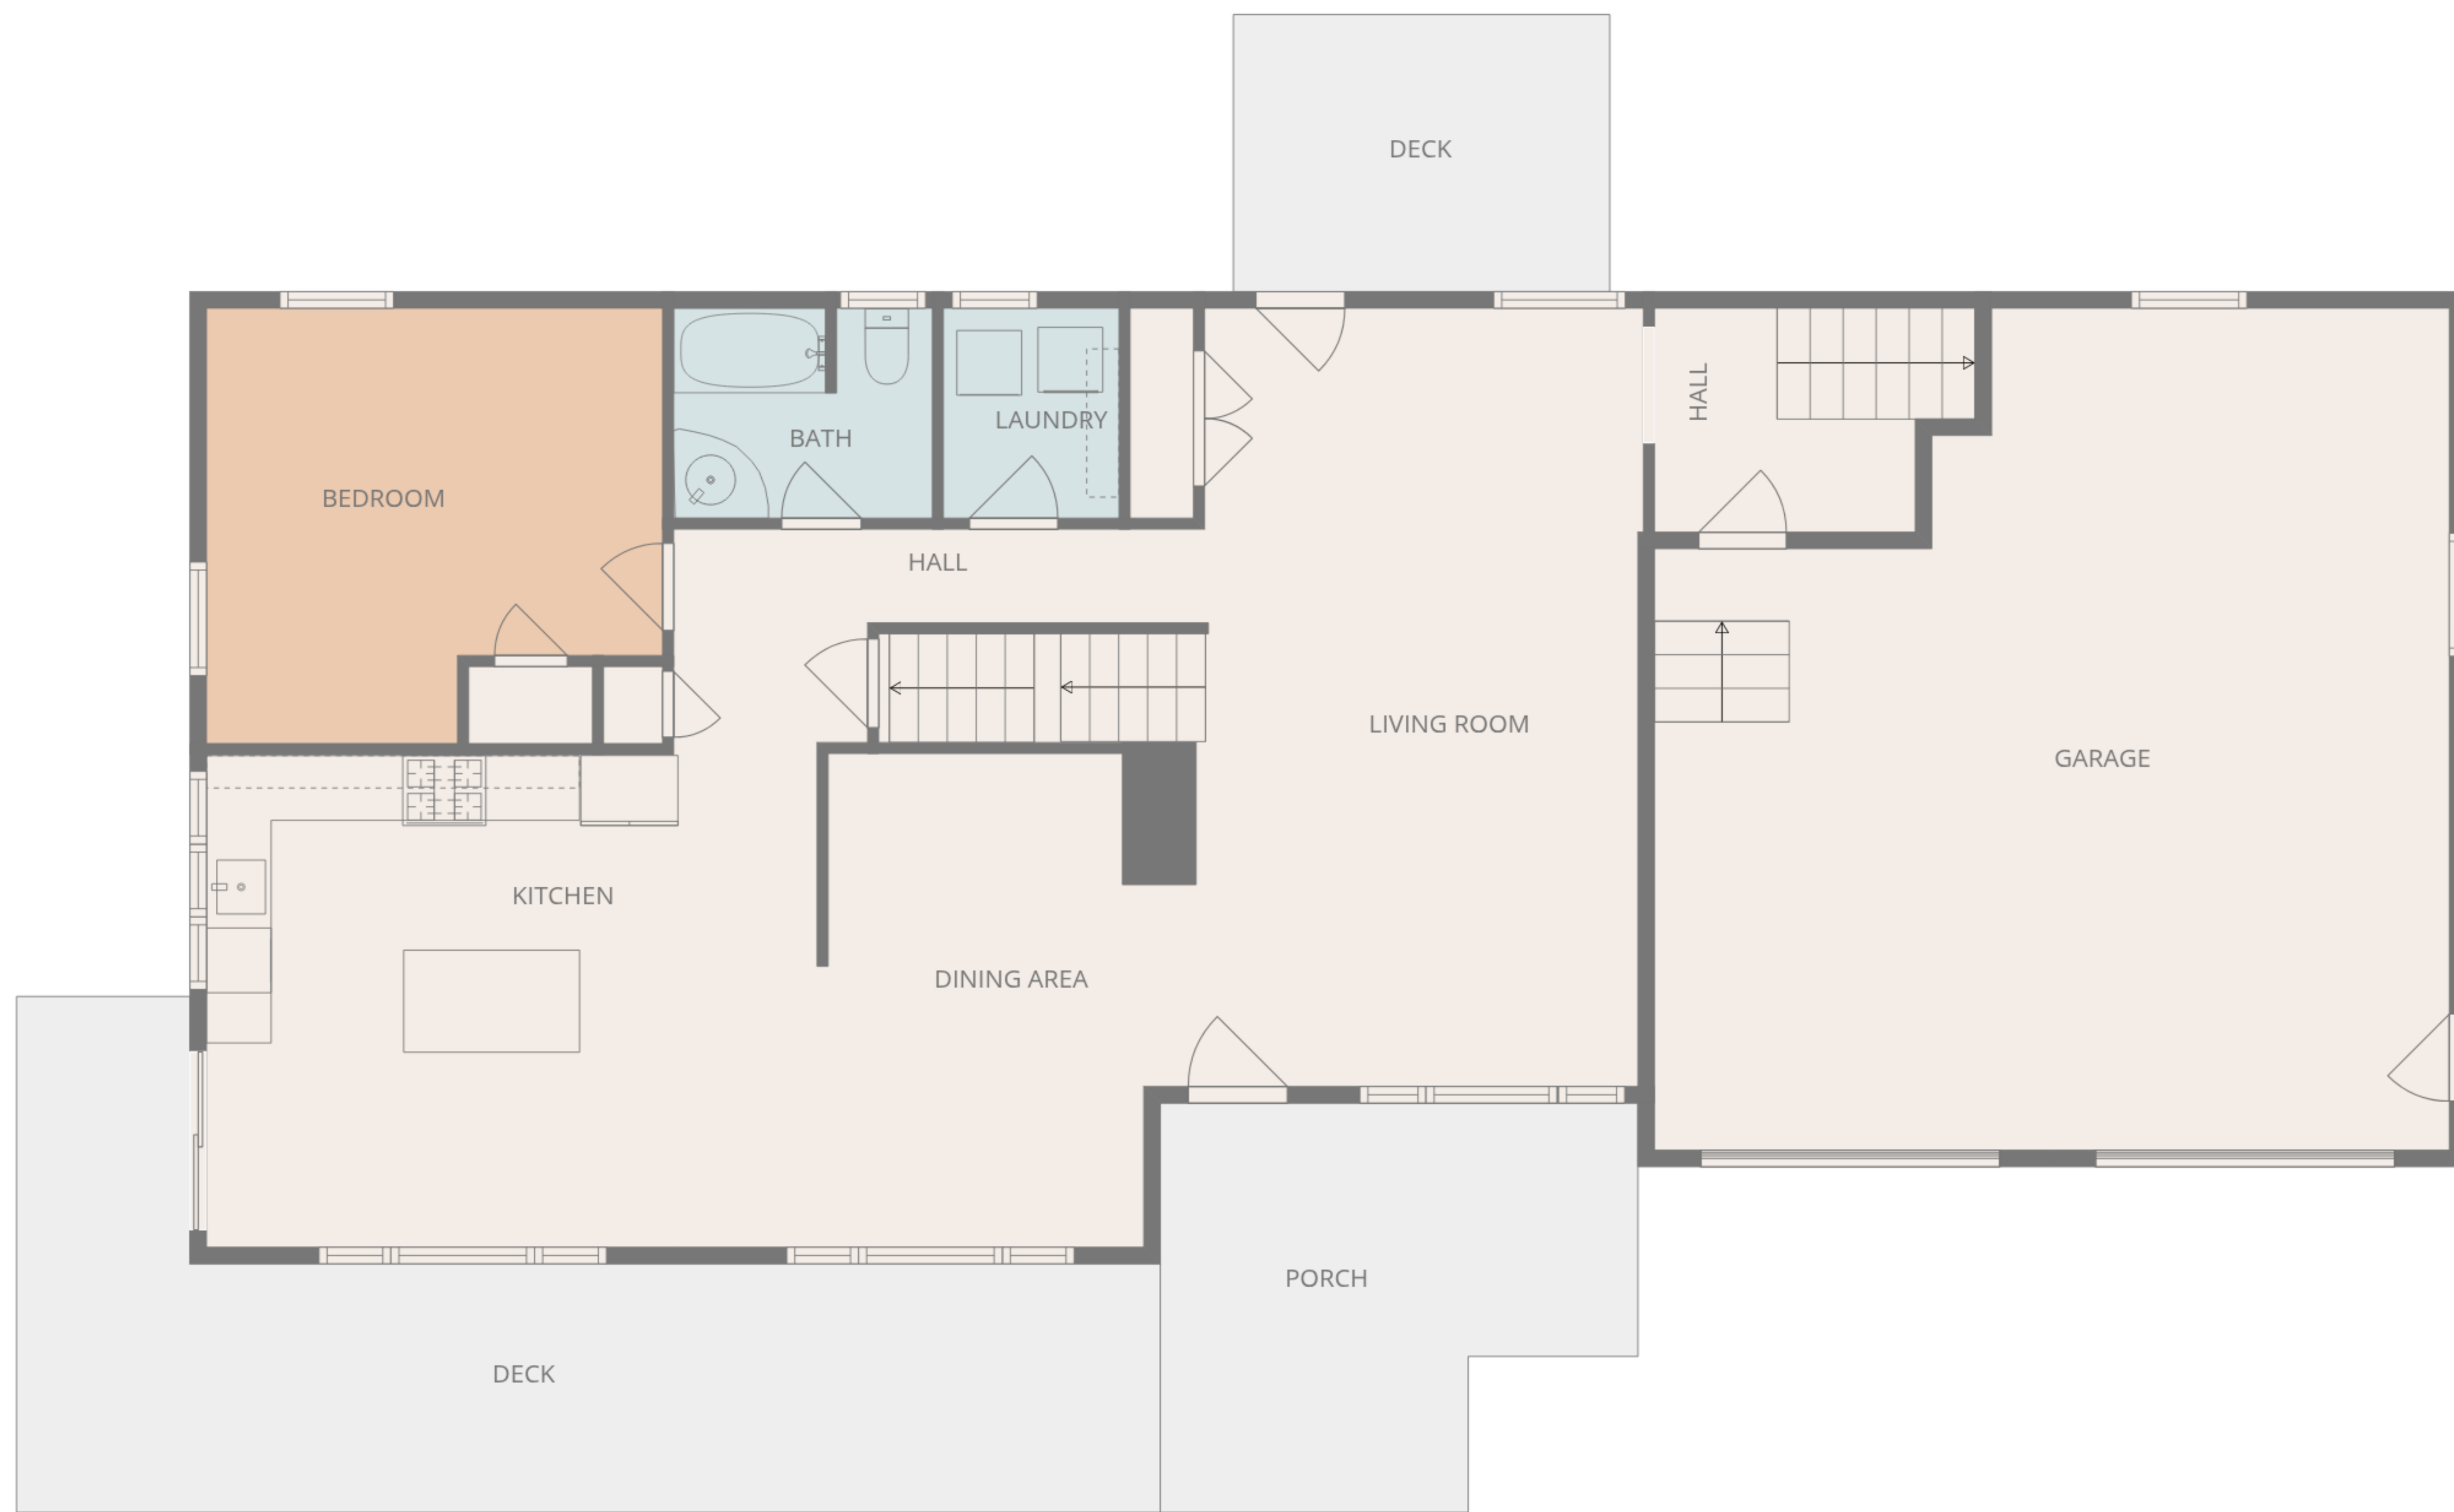 DECK
HALL
LAUNDRY
BATH
BEDROOM
HALL
LIVING ROOM
GARAGE
KITCHEN
DINING AREA
PORCH
DECK